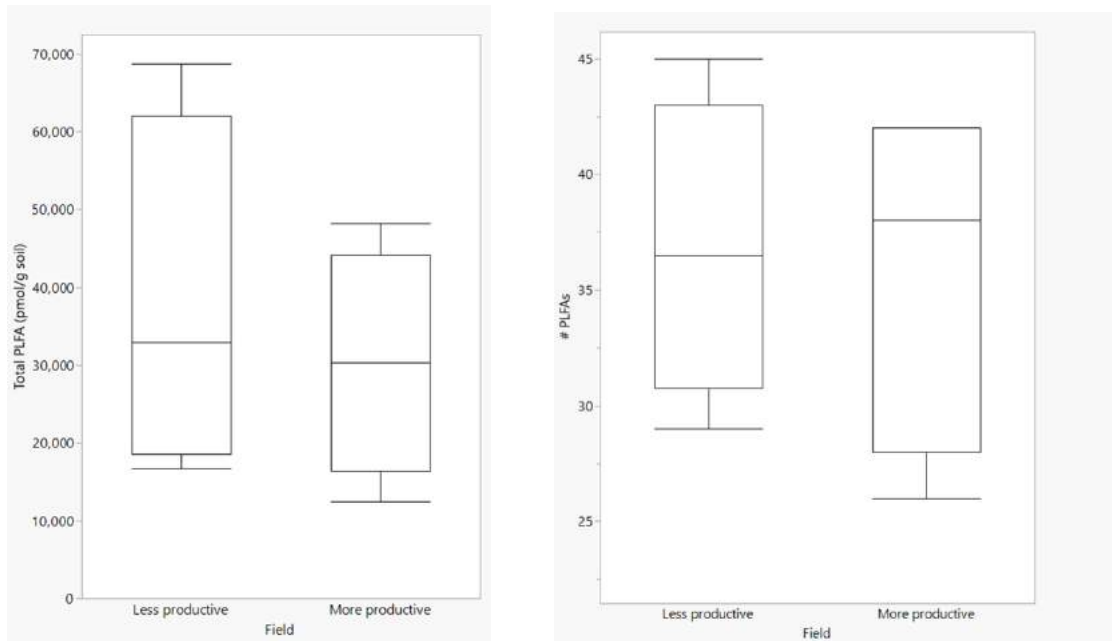 70,000
60,000
50,000
40,000
30,000
20,000
10,000
0
Total PLFA (pmol/g soil)
Less productive
More productive
Field
45
40
35
30
25
# PLFAs
Less productive
More productive
Field